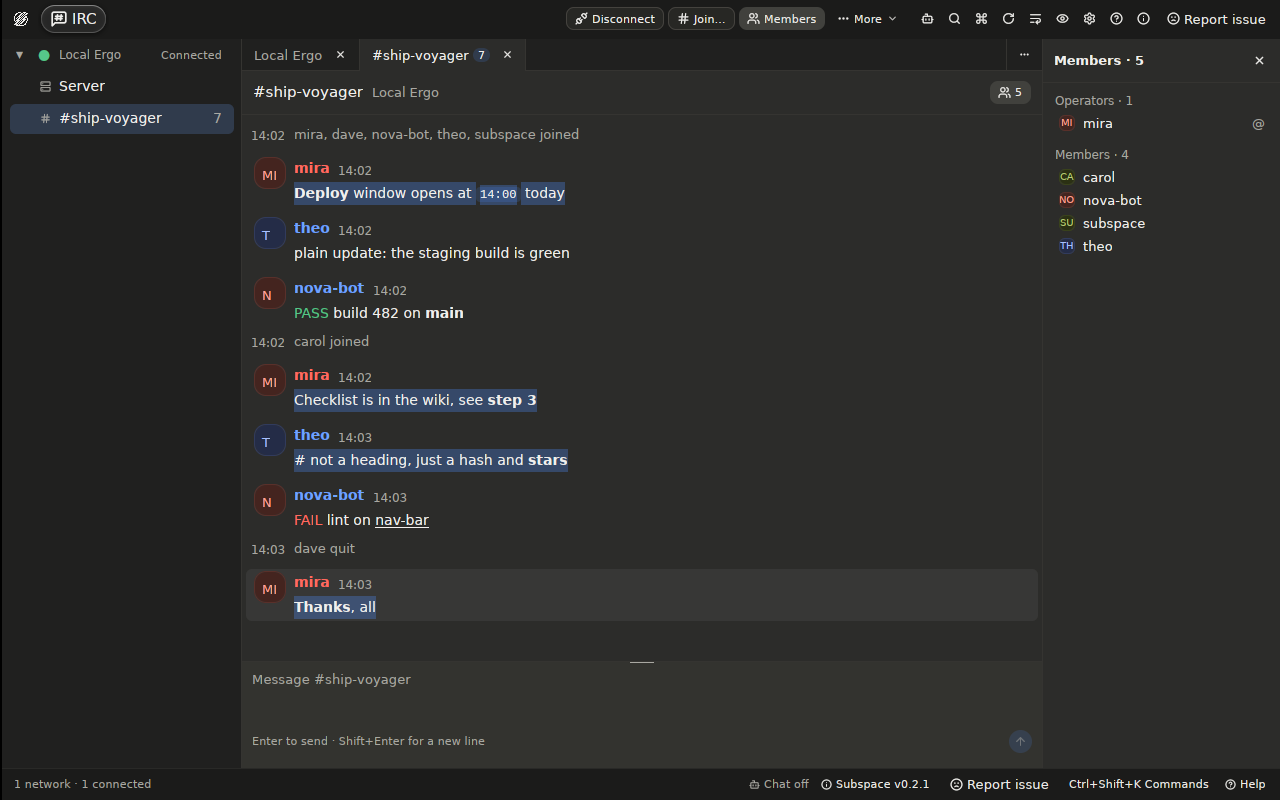 IRC
Disconnect
Join...
Members
More
Report issue
Local Ergo
Connected
Server
# #ship-voyager 7
Local Ergo
#ship-voyager 7
#ship-voyager Local Ergo
5
14:02 mira, dave, nova-bot, theo, subspace joined
MI
mira 14:02
Deploy window opens at 14:00 today
T
theo 14:02
plain update: the staging build is green
N
nova-bot 14:02
PASS build 482 on main
14:02 carol joined
MI
mira 14:02
Checklist is in the wiki, see step 3
T
theo 14:03
# not a heading, just a hash and stars
N
nova-bot 14:03
FAIL lint on nav-bar
14:03 dave quit
MI
mira 14:03
Thanks, all
Message #ship-voyager
Enter to send · Shift+Enter for a new line
Members · 5
Operators · 1
MI mira @
Members · 4
CA carol
NO nova-bot
SU subspace
TH theo
1 network · 1 connected
Chat off
Subspace v0.2.1
Report issue
Ctrl+Shift+K Commands
Help